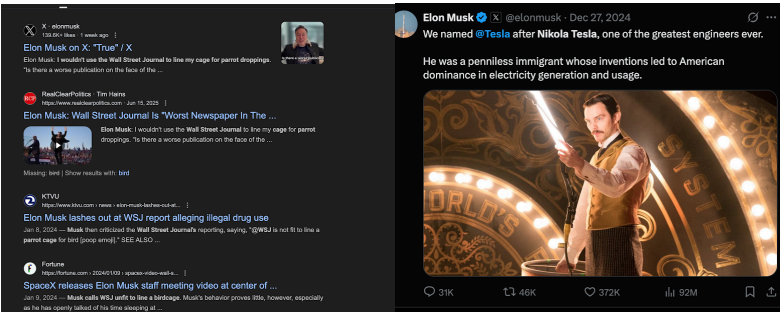 X · elonmusk
139.6K+ likes · 1 week ago
Elon Musk on X: "True" / X
Elon Musk: I wouldn't use the Wall Street Journal to line my cage for parrot droppings.
"Is there a worse publication on the face of the ...
RealClearPolitics · Tim Hains
https://www.realclearpolitics.com · Jun 15, 2025
Elon Musk: Wall Street Journal Is "Worst Newspaper In The ...
Elon Musk: I wouldn't use the Wall Street Journal to line my cage for parrot
droppings. "Is there a worse publication on the face of the ...
Missing: bird | Show results with: bird
KTVU
https://www.ktvu.com › news › elon-musk-lashes-out-at...
Elon Musk lashes out at WSJ report alleging illegal drug use
Jan 8, 2024 — Musk then criticized the Wall Street Journal's reporting, saying, "@WSJ is not fit to line a
parrot cage for bird [poop emoji]." SEE ALSO ...
Fortune
https://fortune.com › 2024/01/09 › spacex-video-well-a...
SpaceX releases Elon Musk staff meeting video at center of ...
Jan 9, 2024 — Musk calls WSJ unfit to line a birdcage. Musk's behavior proves little, however, especially
as he has openly talked of his time sleeping at ...
Elon Musk @elonmusk · Dec 27, 2024
We named @Tesla after Nikola Tesla, one of the greatest engineers ever.
He was a penniless immigrant whose inventions led to American
dominance in electricity generation and usage.
WORLD'S
SYSTEM
31K 46K 372K 92M